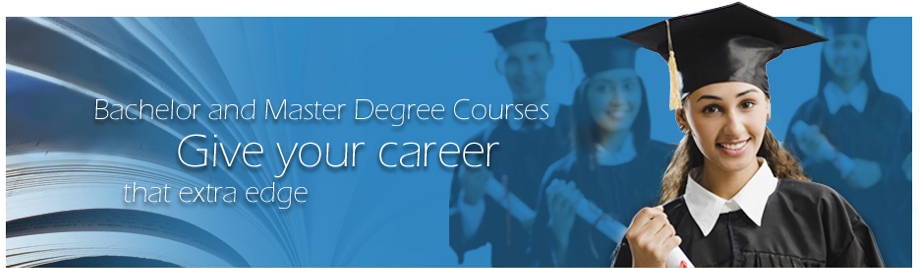 Bachelor and Master Degree Courses
Give your career
that extra edge